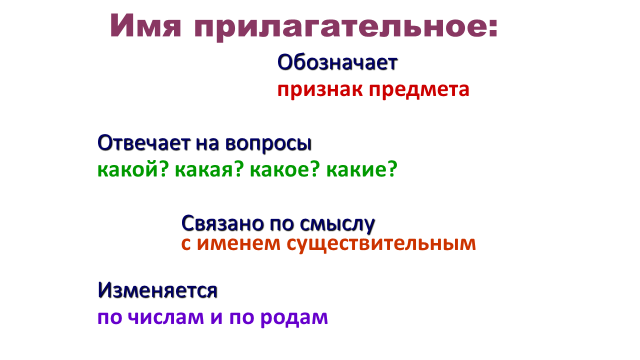 Имя прилагательное:
Обозначает
признак предмета
Отвечает на вопросы
какой? какая? какое? какие?
Связано по смыслу
с именем существительным
Изменяется
по числам и по родам